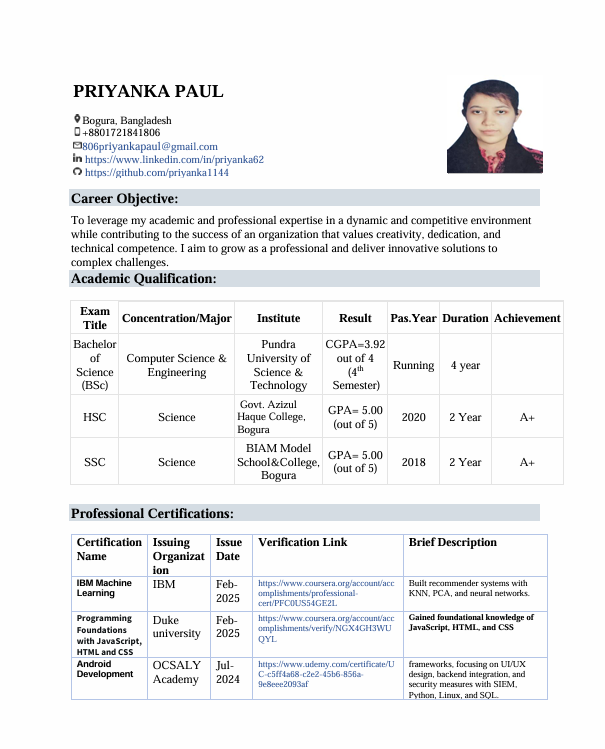 PRIYANKA PAUL
Bogura, Bangladesh
+8801721841806
806priyankapaul@gmail.com
https://www.linkedin.com/in/priyanka62
https://github.com/priyanka1144
Career Objective:
To leverage my academic and professional expertise in a dynamic and competitive environment
while contributing to the success of an organization that values creativity, dedication, and
technical competence. I aim to grow as a professional and deliver innovative solutions to
complex challenges.
Academic Qualification:
Exam Title Concentration/Major Institute Result Pas.Year Duration Achievement
Bachelor of Science (BSc) Computer Science & Engineering Pundra University of Science & Technology CGPA=3.92 out of 4 (4th Semester) Running 4 year
HSC Science Govt. Azizul Haque College, Bogura GPA= 5.00 (out of 5) 2020 2 Year A+
SSC Science BIAM Model School&College, Bogura GPA= 5.00 (out of 5) 2018 2 Year A+
Professional Certifications:
Certification Name Issuing Organizat ion Issue Date Verification Link Brief Description
IBM Machine Learning IBM Feb-2025 https://www.coursera.org/account/accomplishments/professional-cert/PFC0US54GE2L Built recommender systems with KNN, PCA, and neural networks.
Programming Foundations with JavaScript, HTML and CSS Duke university Feb-2025 https://www.coursera.org/account/accomplishments/verify/NGX4GH3WUQYL Gained foundational knowledge of JavaScript, HTML, and CSS
Android Development OCSALY Academy Jul-2024 https://www.udemy.com/certificate/UC-c5ff4a68-c2e2-45b6-856a-9e8eee2093af frameworks, focusing on UI/UX design, backend integration, and security measures with SIEM, Python, Linux, and SQL.